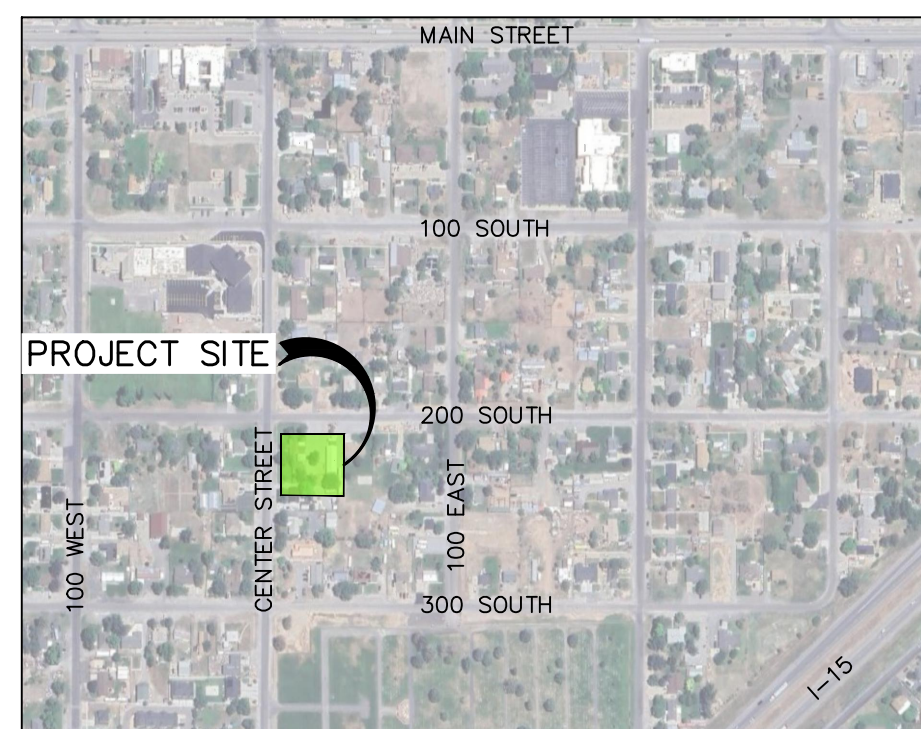 MAIN STREET
100 SOUTH
PROJECT SITE
200 SOUTH
CENTER STREET
100 EAST
100 WEST
300 SOUTH
I-15